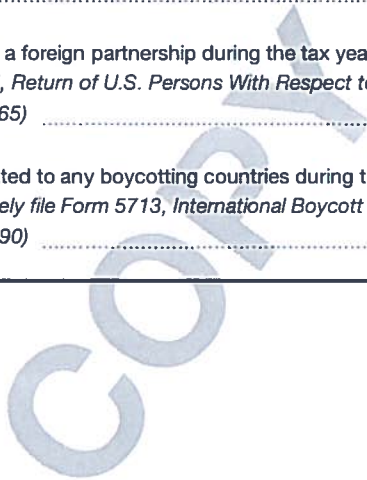 a foreign partnership during the tax yea
, Return of U.S. Persons With Respect to
65)
ted to any boycotting countries during t
ely file Form 5713, International Boycott
90)
COPY